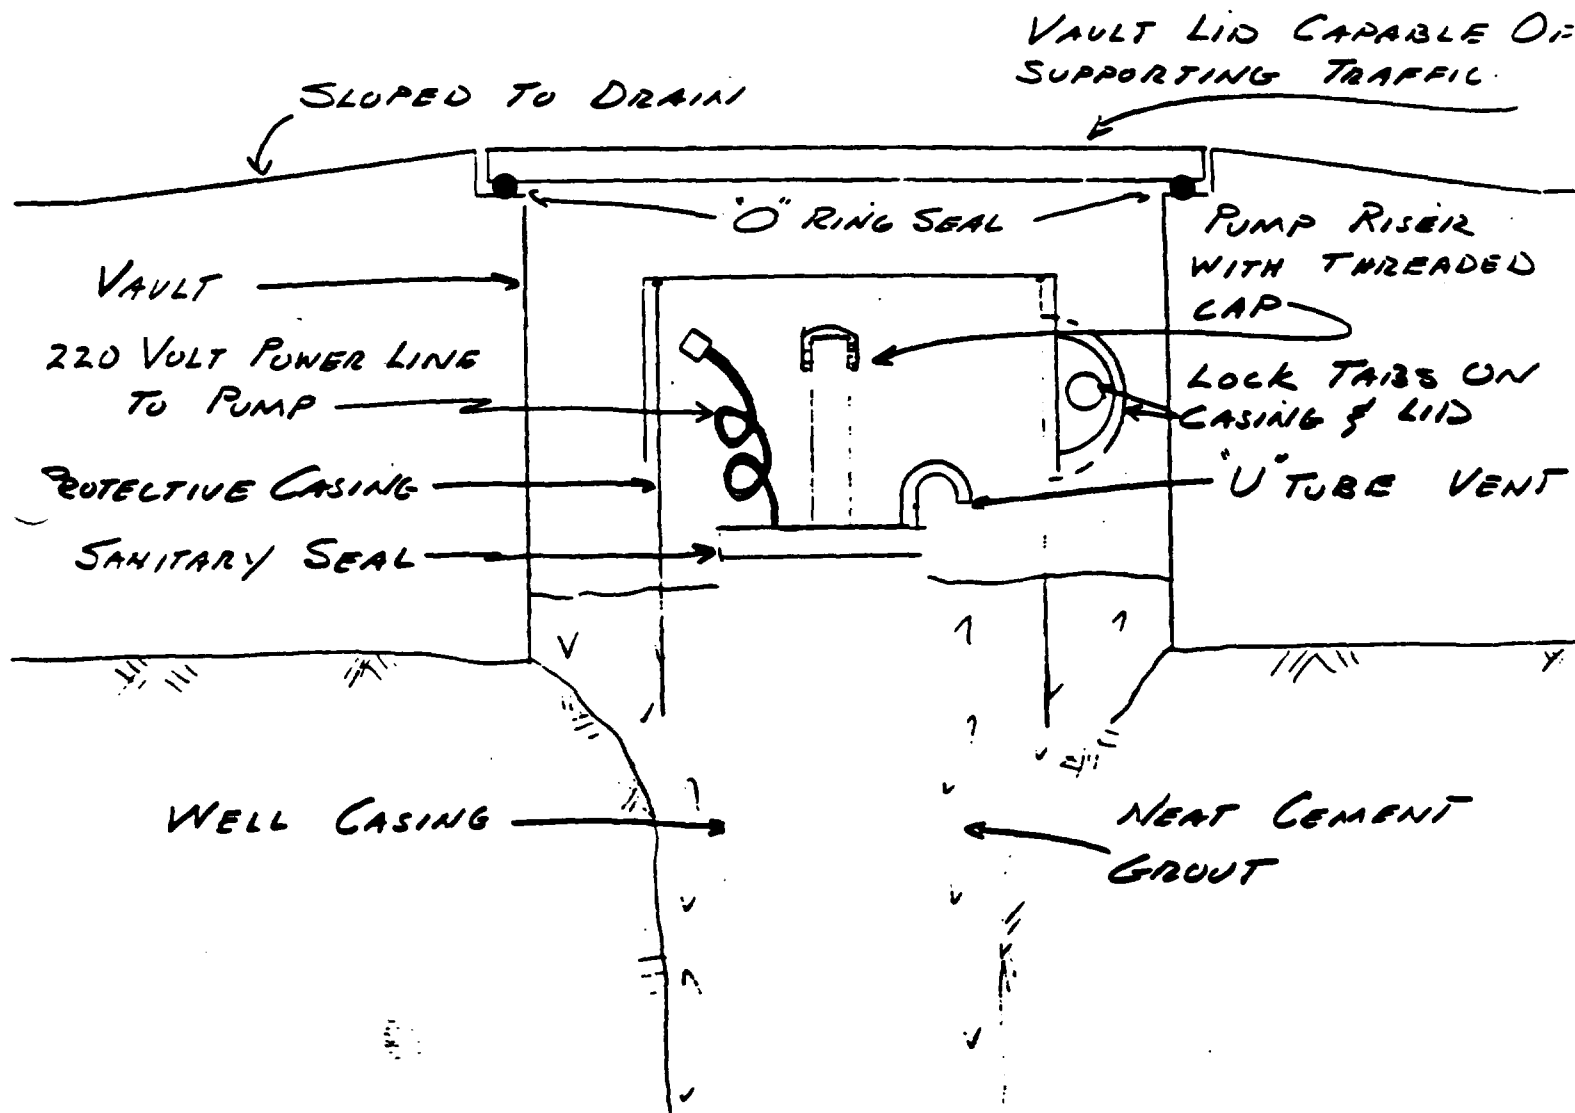 VAULT LID CAPABLE OF
SUPPORTING TRAFFIC
SLOPED TO DRAIN
"O" RING SEAL
PUMP RISER
WITH THREADED
CAP
VAULT
220 VOLT POWER LINE
TO PUMP
LOCK TABS ON
CASING & LID
PROTECTIVE CASING
"U" TUBE VENT
SANITARY SEAL
WELL CASING
NEAT CEMENT
GROUT